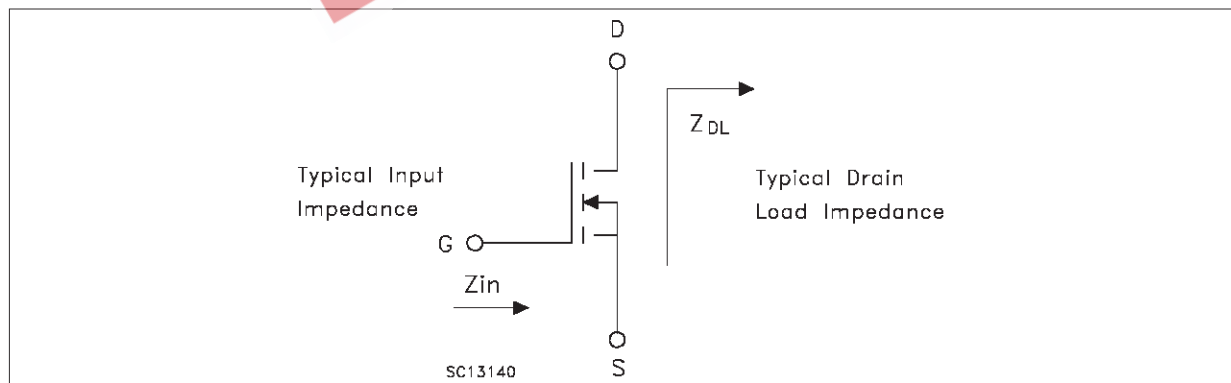 D
Z DL
Typical Input
Impedance
Typical Drain
Load Impedance
G
Zin
S
SC13140